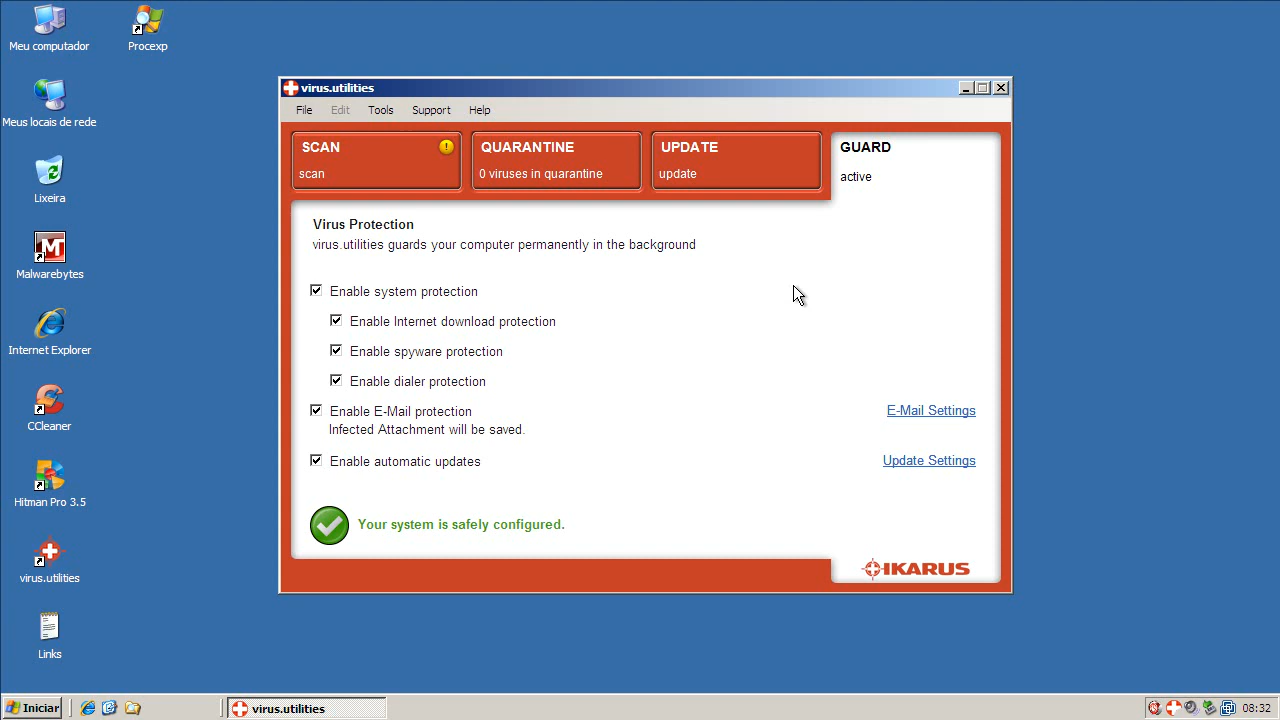 Meu computador
Procexp
Meus locais de rede
Lixeira
Malwarebytes
Internet Explorer
CCleaner
Hitman Pro 3.5
virus.utilities
Links
virus.utilities
File Edit Tools Support Help
SCAN
scan
QUARANTINE
0 viruses in quarantine
UPDATE
update
GUARD
active
Virus Protection
virus.utilities guards your computer permanently in the background
Enable system protection
Enable Internet download protection
Enable spyware protection
Enable dialer protection
Enable E-Mail protection
E-Mail Settings
Infected Attachment will be saved.
Enable automatic updates
Update Settings
Your system is safely configured.
IKARUS
Iniciar
virus.utilities
08:32